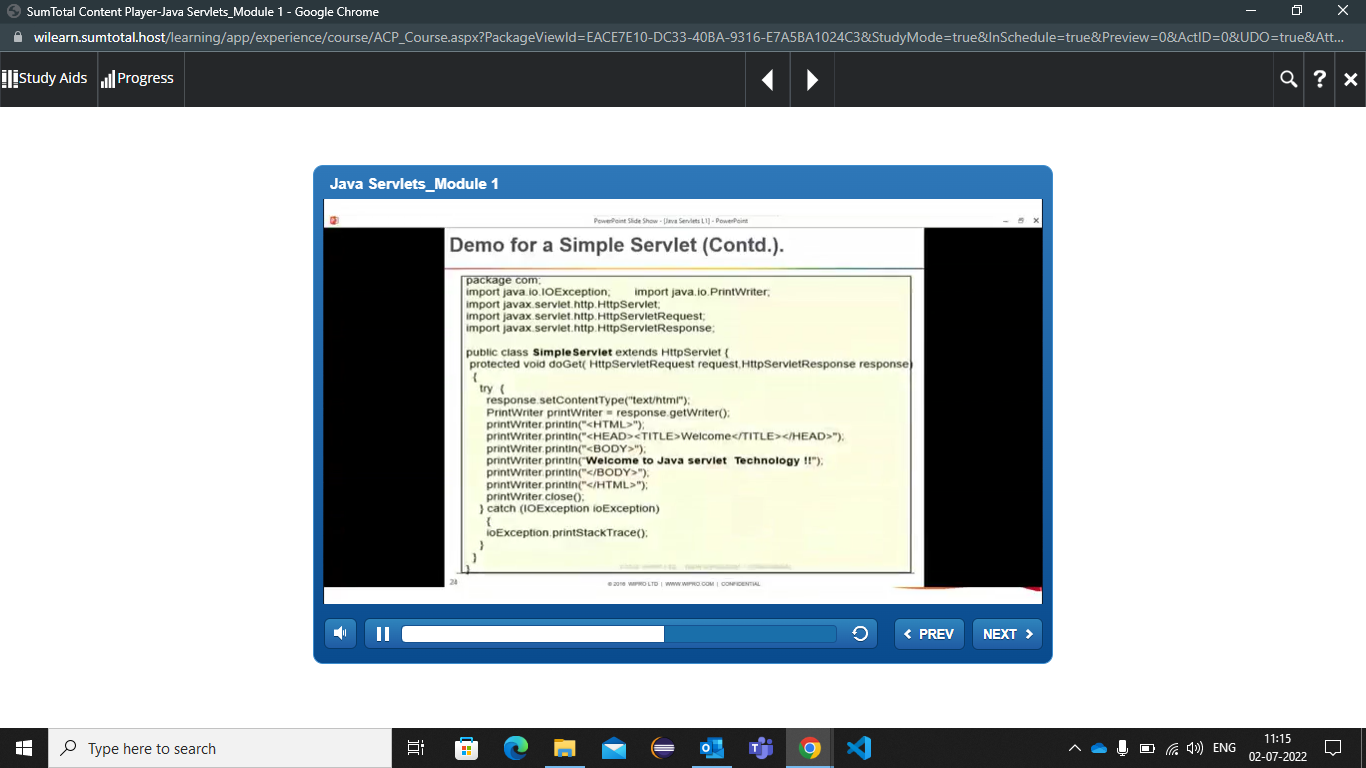 SumTotal Content Player-Java Servlets_Module 1 - Google Chrome
wilearn.sumtotal.host/learning/app/experience/course/ACP_Course.aspx?PackageViewId=EACE7E10-DC33-40BA-9316-E7A5BA1024C3&StudyMode=true&InSchedule=true&Preview=0&ActID=0&UDO=true&Att...
Study Aids Progress
Java Servlets_Module 1
PowerPoint Slide Show - [Java Servlets L1] - PowerPoint
Demo for a Simple Servlet (Contd.).
package com;
import java.io.IOException; import java.io.PrintWriter;
import javax.servlet.http.HttpServlet;
import javax.servlet.http.HttpServletRequest;
import javax.servlet.http.HttpServletResponse;
public class SimpleServlet extends HttpServlet {
protected void doGet( HttpServletRequest request,HttpServletResponse response)
{
try {
response.setContentType("text/html");
PrintWriter printWriter = response.getWriter();
printWriter.println("<HTML>");
printWriter.println("<HEAD><TITLE>Welcome</TITLE></HEAD>");
printWriter.println("<BODY>");
printWriter.println("Welcome to Java servlet Technology !!");
printWriter.println("</BODY>");
printWriter.println("</HTML>");
printWriter.close();
} catch (IOException ioException)
{
ioException.printStackTrace();
}
}
}
24 © 2016 WIPRO LTD | WWW.WIPRO.COM | CONFIDENTIAL
PREV NEXT
Type here to search
ENG 11:15
02-07-2022